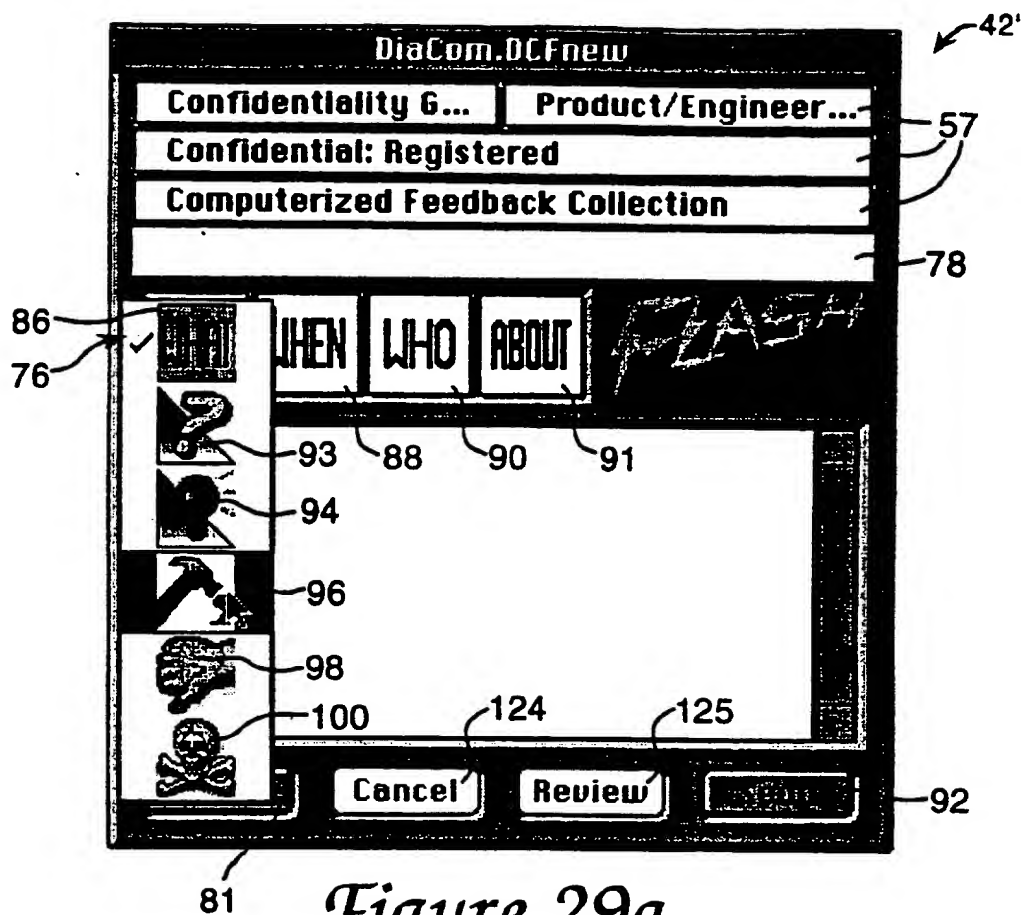 42'
DiaCom.DCFnew
Confidentiality G... Product/Engineer...
57
Confidential: Registered
Computerized Feedback Collection
78
86 WHAT WHEN WHO ABOUT FLASH
76
93 88 90 91
94
96
98
100 124 125
Cancel Review
92
81
Figure 29a